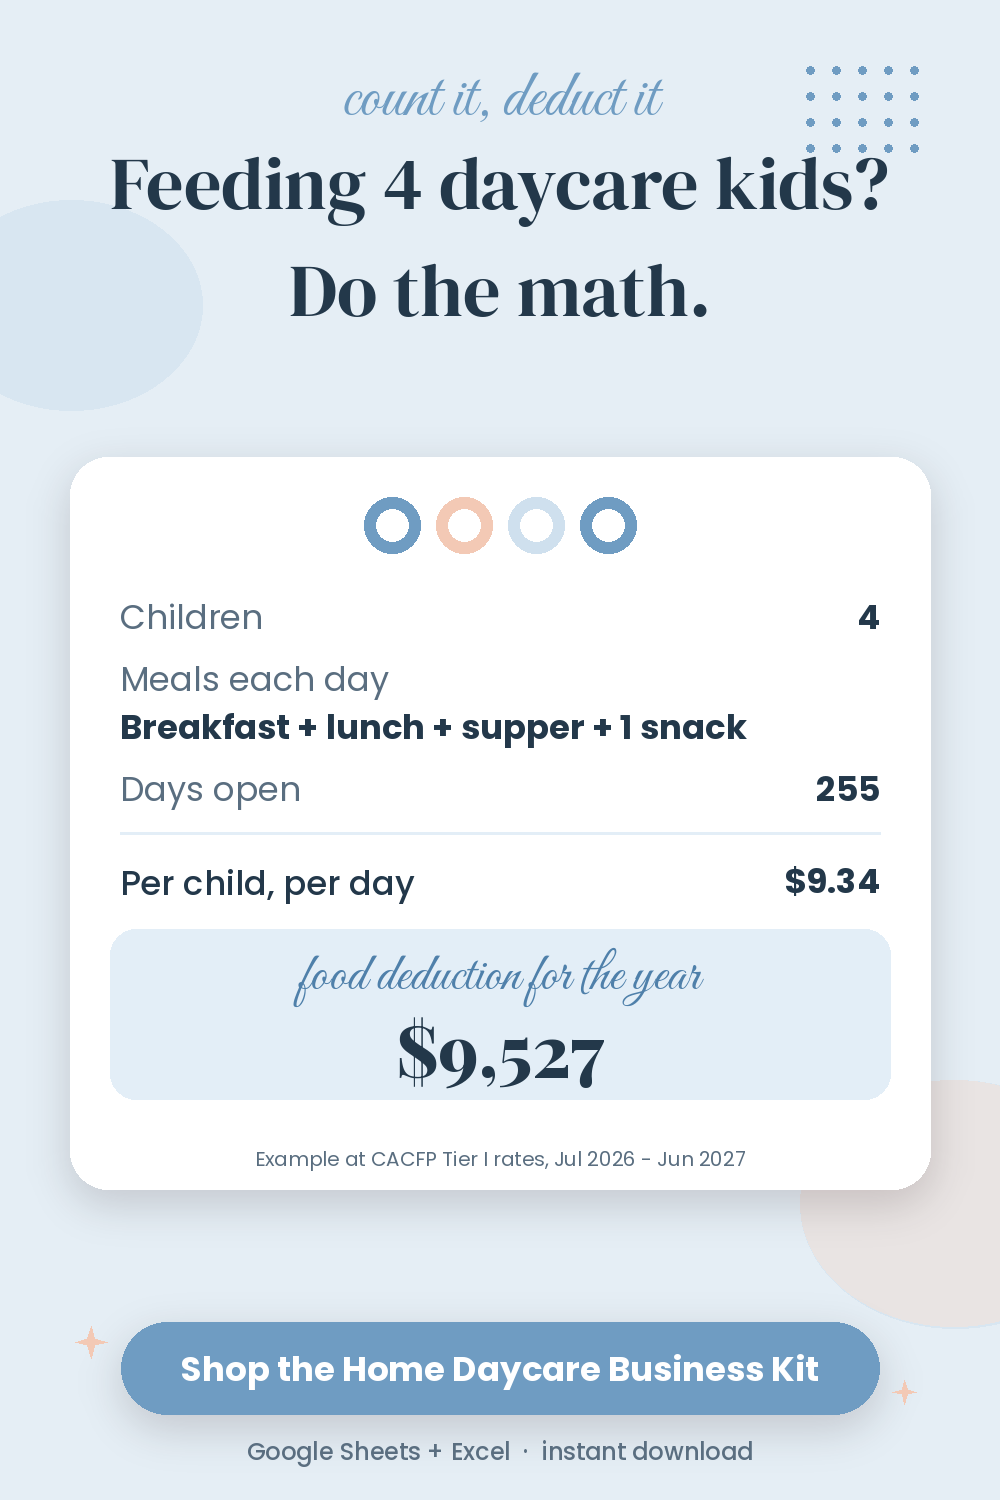 count it, deduct it
Feeding 4 daycare kids?
Do the math.
Children 4
Meals each day
Breakfast + lunch + supper + 1 snack
Days open 255
Per child, per day $9.34
food deduction for the year
$9,527
Example at CACFP Tier I rates, Jul 2026 - Jun 2027
Shop the Home Daycare Business Kit
Google Sheets + Excel · instant download